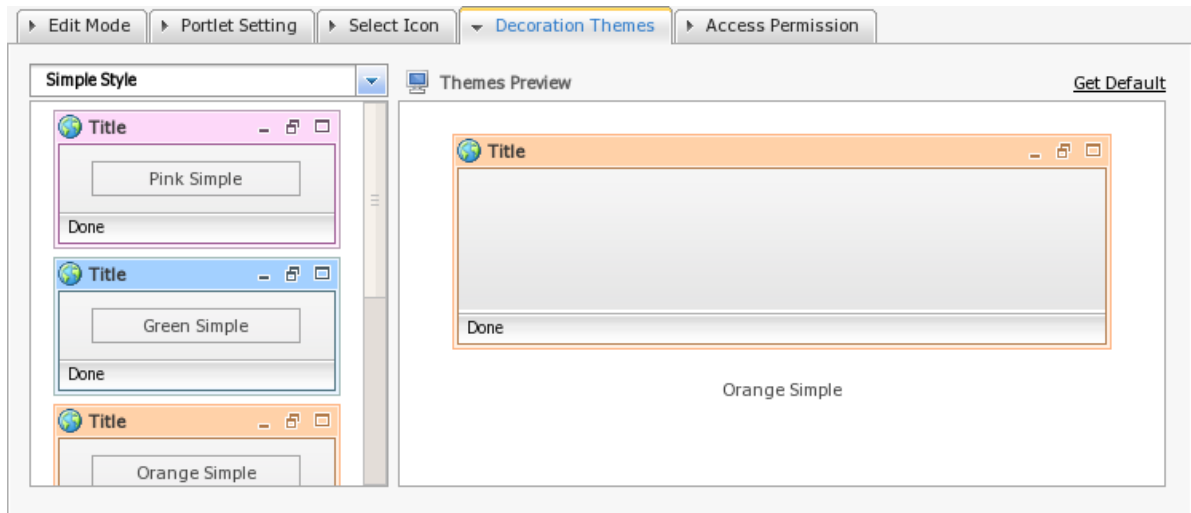 Edit Mode Portlet Setting Select Icon Decoration Themes Access Permission
Simple Style
Title
Pink Simple
Done
Title
Green Simple
Done
Title
Orange Simple
Themes Preview
Get Default
Title
Done
Orange Simple